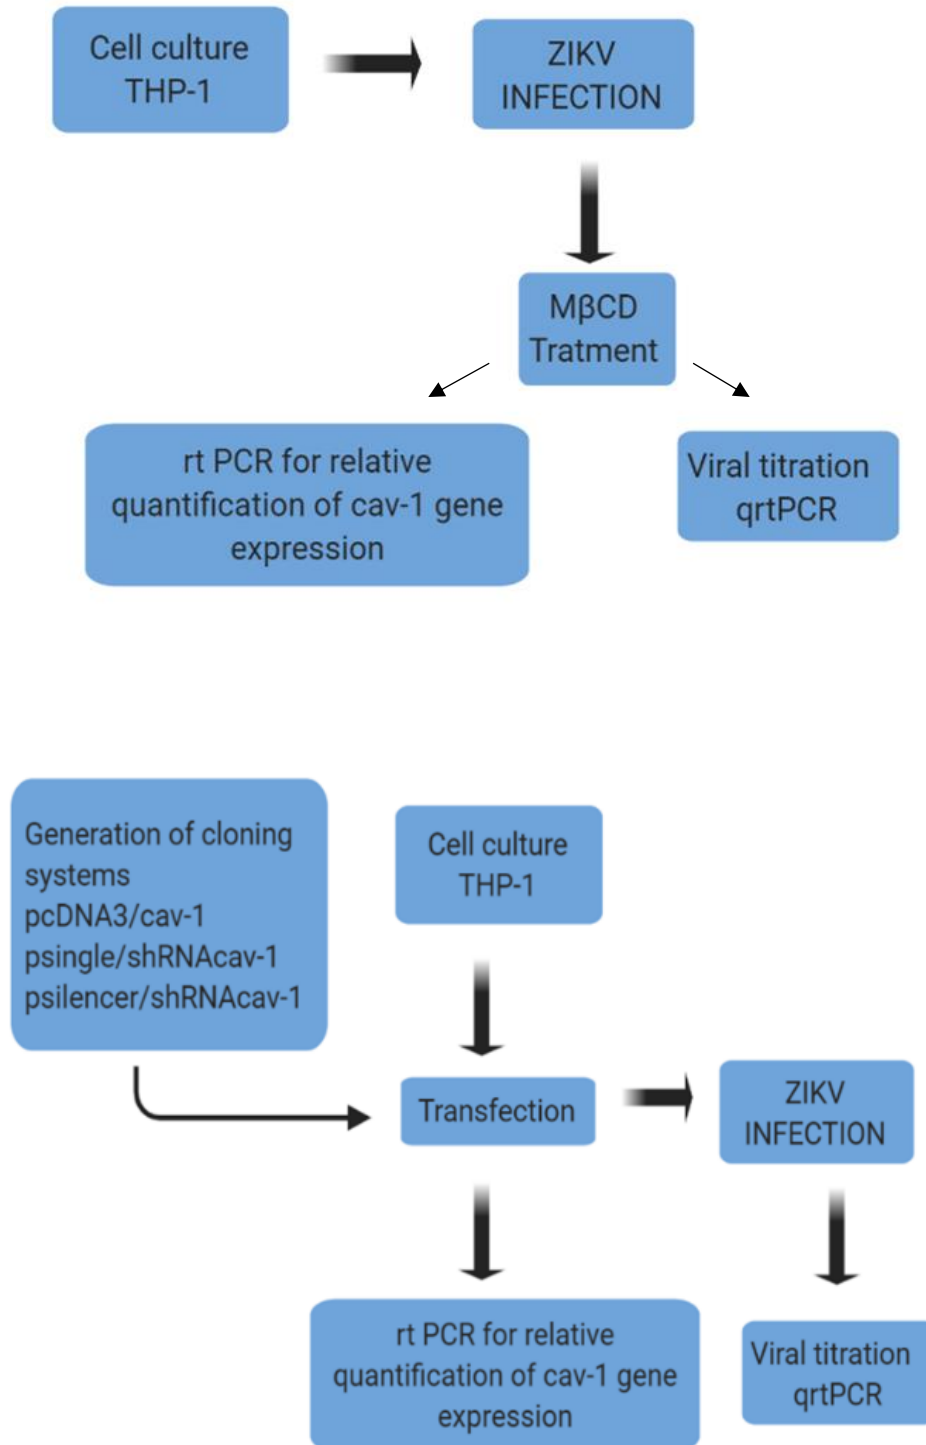 Cell culture
THP-1
ZIKV
INFECTION
MβCD
Tratment
rt PCR for relative
quantification of cav-1 gene
expression
Viral titration
qrtPCR
Generation of cloning
systems
pcDNA3/cav-1
psingle/shRNAcav-1
psilencer/shRNAcav-1
Cell culture
THP-1
Transfection
ZIKV
INFECTION
rt PCR for relative
quantification of cav-1 gene
expression
Viral titration
qrtPCR